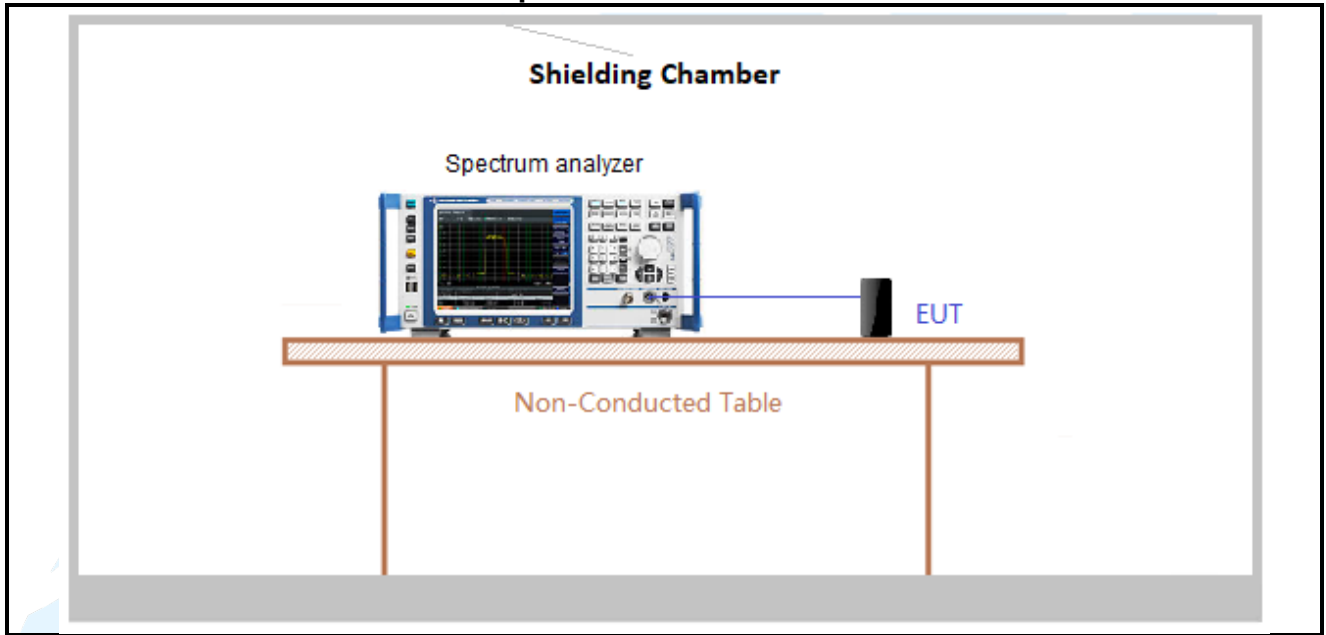 Shielding Chamber
Spectrum analyzer
EUT
Non-Conducted Table